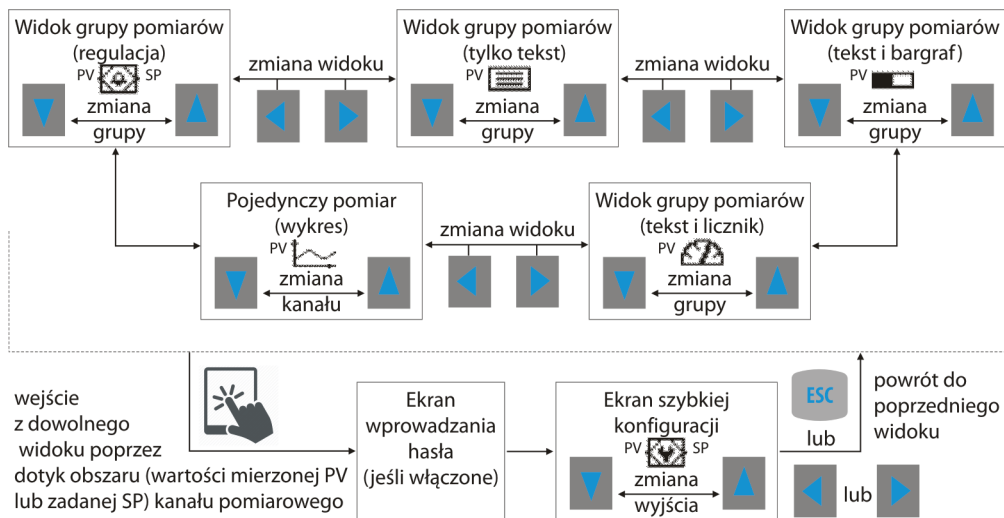 Widok grupy pomiarów
(regulacja)
PV SP
zmiana
grupy
zmiana widoku
Widok grupy pomiarów
(tylko tekst)
PV
zmiana
grupy
zmiana widoku
Widok grupy pomiarów
(tekst i bargraf)
PV
zmiana
grupy
Pojedynczy pomiar
(wykres)
PV
zmiana
kanału
zmiana widoku
Widok grupy pomiarów
(tekst i licznik)
PV
zmiana
grupy
wejście
z dowolnego
widoku poprzez
dotyk obszaru (wartości mierzonej PV
lub zadanej SP) kanału pomiarowego
Ekran
wprowadzania
hasła
(jeśli włączone)
Ekran szybkiej
konfiguracji
PV SP
zmiana
wyjścia
ESC
lub
lub
powrót do
poprzedniego
widoku